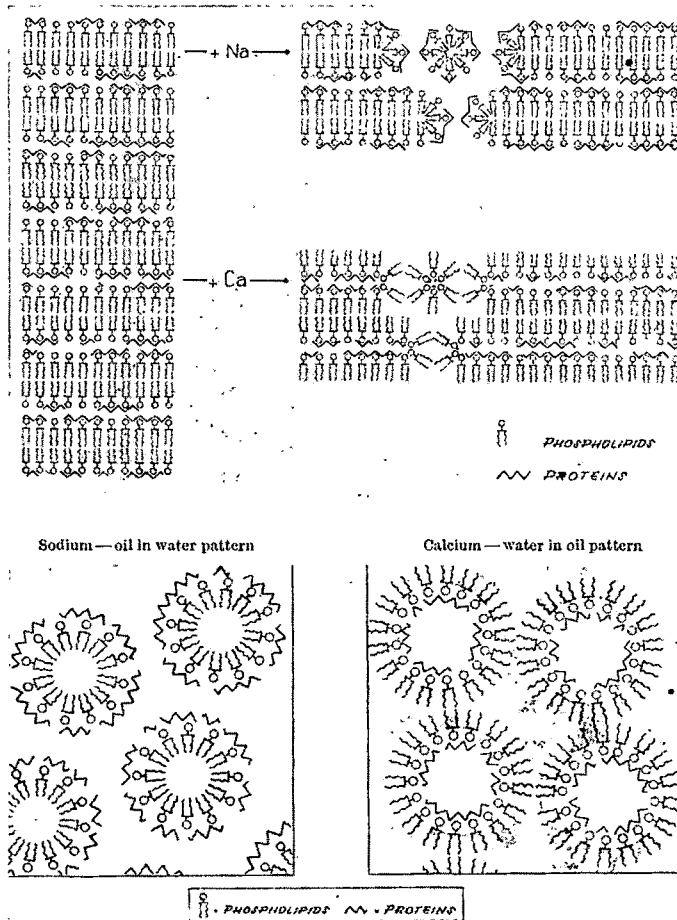 + Na
+ Ca
PHOSPHOLIPIDS
PROTEINS
Sodium — oil in water pattern
Calcium — water in oil pattern
- PHOSPHOLIPIDS - PROTEINS